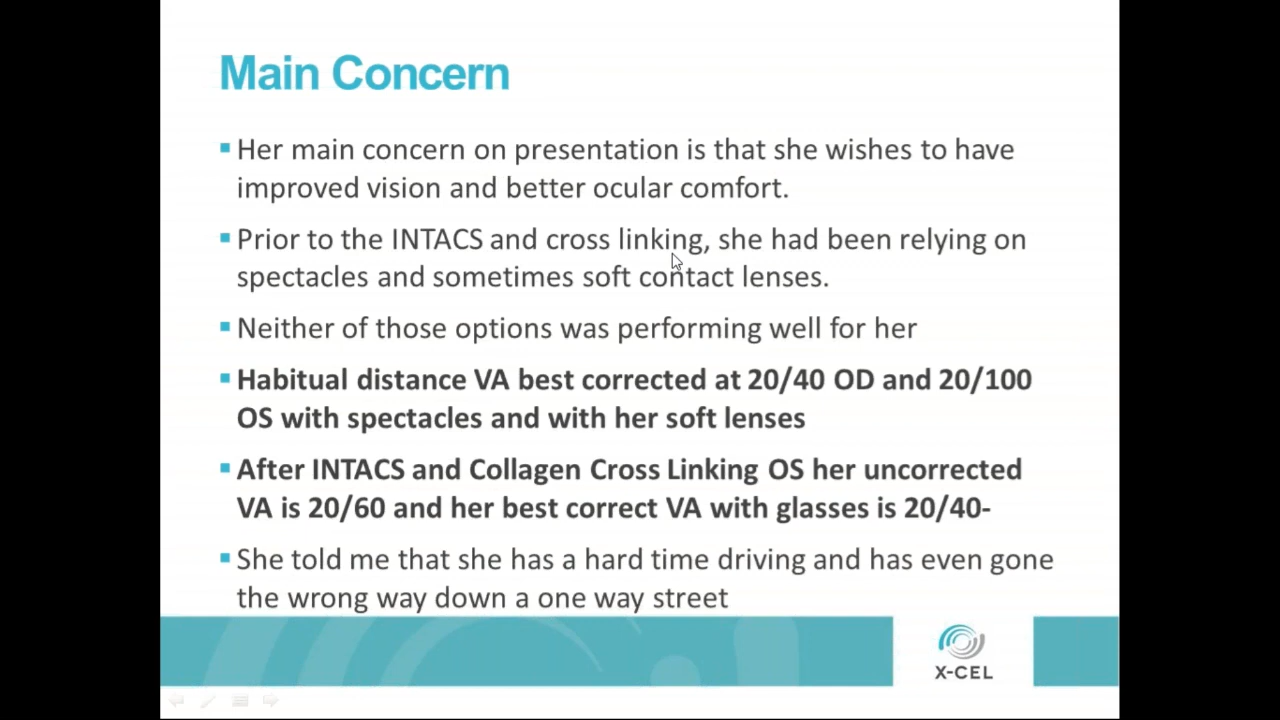 Main Concern
Her main concern on presentation is that she wishes to have
improved vision and better ocular comfort.
Prior to the INTACS and cross linking, she had been relying on
spectacles and sometimes soft contact lenses.
Neither of those options was performing well for her
Habitual distance VA best corrected at 20/40 OD and 20/100
OS with spectacles and with her soft lenses
After INTACS and Collagen Cross Linking OS her uncorrected
VA is 20/60 and her best correct VA with glasses is 20/40-
She told me that she has a hard time driving and has even gone
the wrong way down a one way street
X-CEL